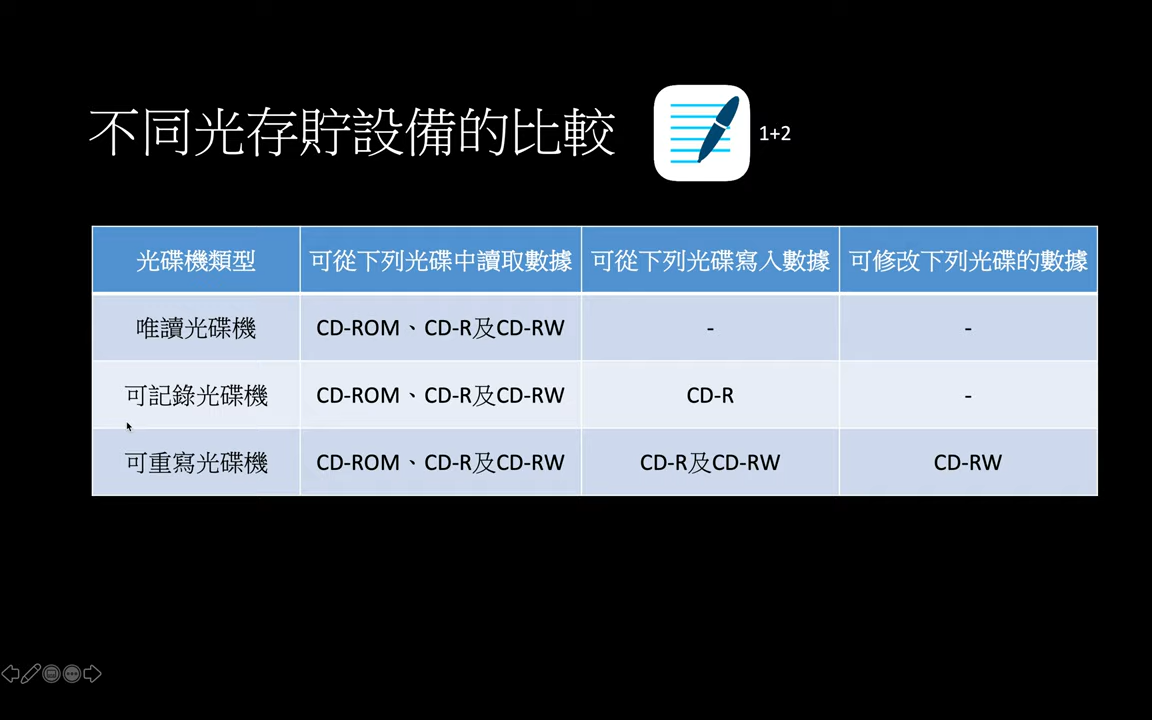 不同光存貯設備的比較
1+2
光碟機類型 可從下列光碟中讀取數據 可從下列光碟寫入數據 可修改下列光碟的數據
唯讀光碟機 CD-ROM、CD-R及CD-RW - -
可記錄光碟機 CD-ROM、CD-R及CD-RW CD-R -
可重寫光碟機 CD-ROM、CD-R及CD-RW CD-R及CD-RW CD-RW